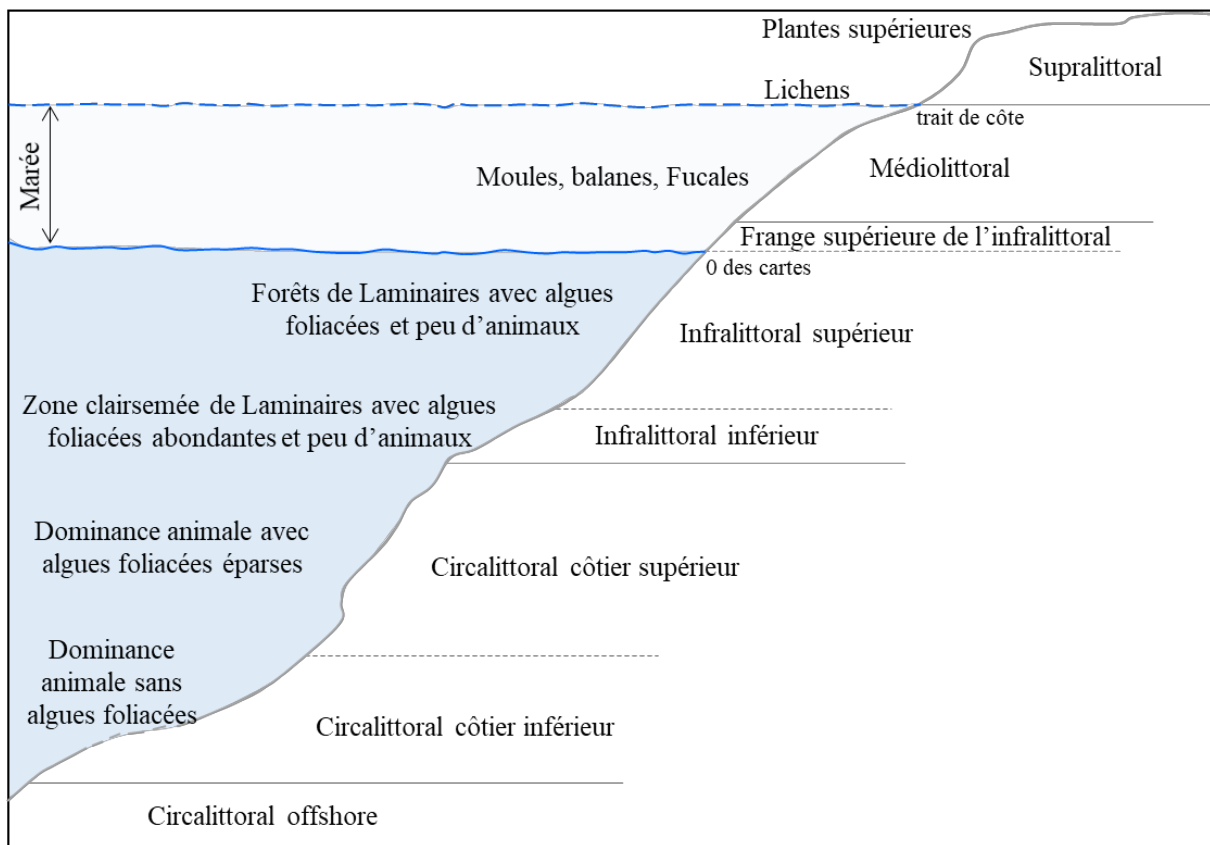 Plantes supérieures
Supralittoral
Lichens
trait de côte
Marée
Médiolittoral
Moules, balanes, Fucales
Frange supérieure de l'infralittoral
0 des cartes
Forêts de Laminaires avec algues
foliacées et peu d'animaux
Infralittoral supérieur
Zone clairsemée de Laminaires avec algues
foliacées abondantes et peu d'animaux
Infralittoral inférieur
Dominance animale avec
algues foliacées éparses
Circalittoral côtier supérieur
Dominance
animale sans
algues foliacées
Circalittoral côtier inférieur
Circalittoral offshore